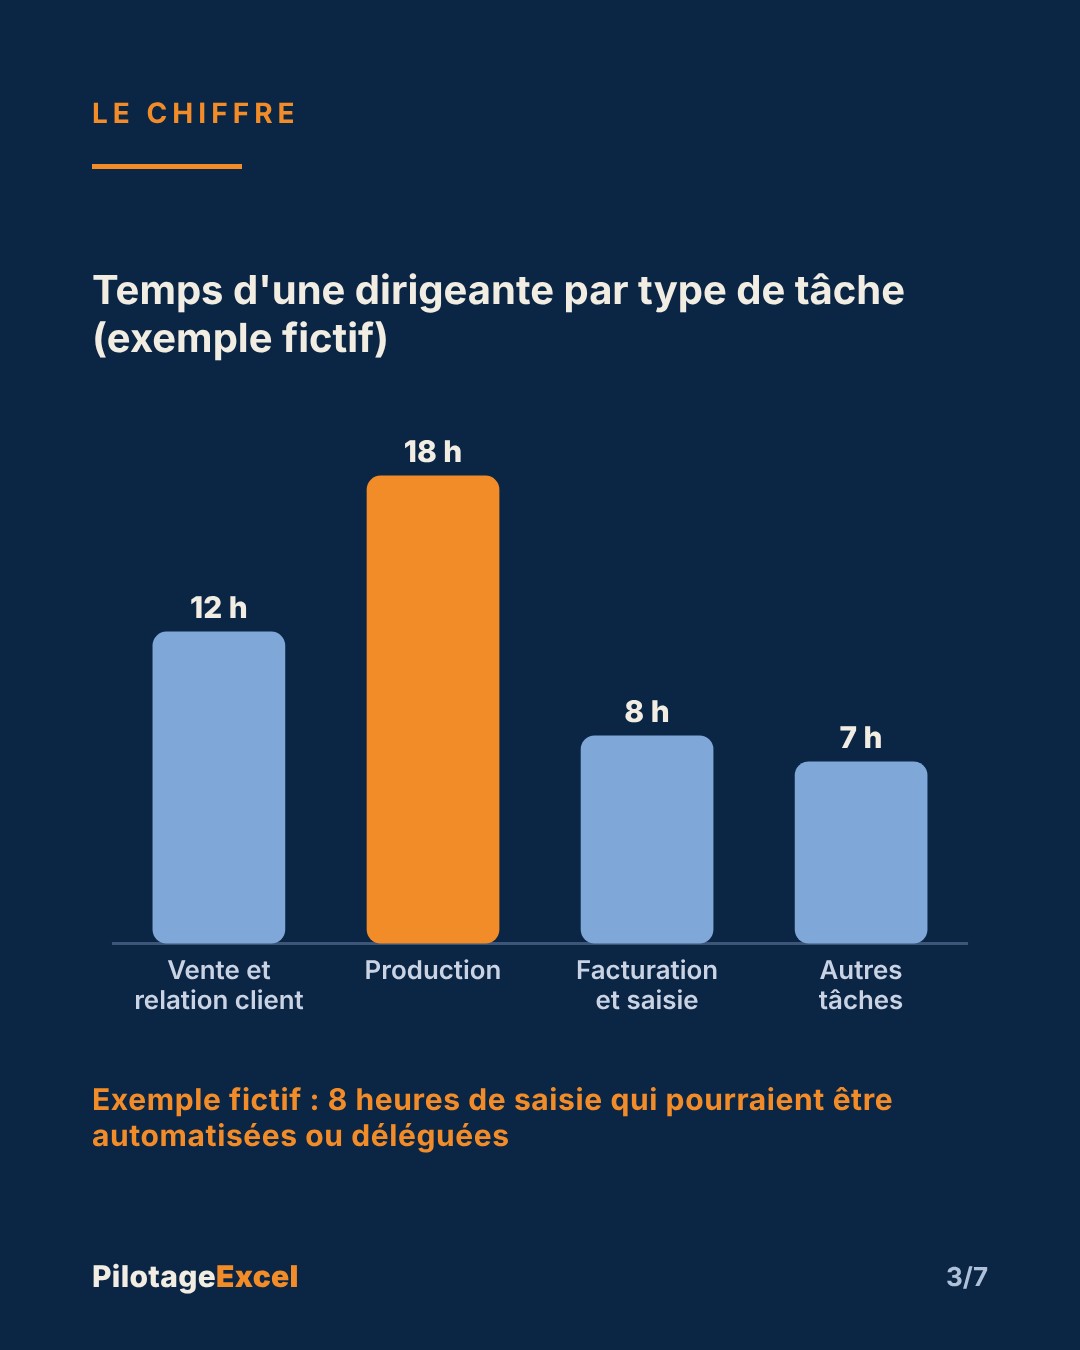 LE CHIFFRE
Temps d'une dirigeante par type de tâche
(exemple fictif)
18 h
12 h
8 h
7 h
Vente et
relation client
Production
Facturation
et saisie
Autres
tâches
Exemple fictif : 8 heures de saisie qui pourraient être
automatisées ou déléguées
PilotageExcel
3/7